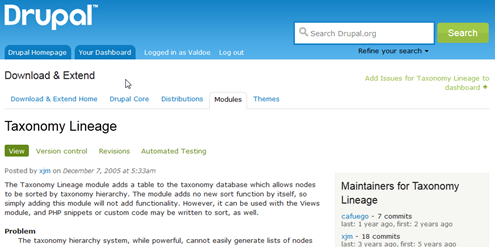 Drupal™
Search Drupal.org
Search
Drupal Homepage
Your Dashboard
Logged in as Valdoe
Log out
Refine your search
Download & Extend
Add Issues for Taxonomy Lineage to
dashboard
Download & Extend Home
Drupal Core
Distributions
Modules
Themes
Taxonomy Lineage
View
Version control
Revisions
Automated Testing
Posted by xjm on December 7, 2005 at 5:33am
The Taxonomy Lineage module adds a table to the taxonomy database which allows nodes
to be sorted by taxonomy hierarchy. The module adds no new sort function by itself, so
simply adding this module will not add functionality. However, it can be used with the Views
module, and PHP snippets or custom code may be written to sort, as well.
Problem
The taxonomy hierarchy system, while powerful, cannot easily generate lists of nodes
Maintainers for Taxonomy
Lineage
cafuego - 7 commits
last: 1 year ago, first: 2 years ago
xjm - 18 commits
last: 3 years ago, first: 5 years ago